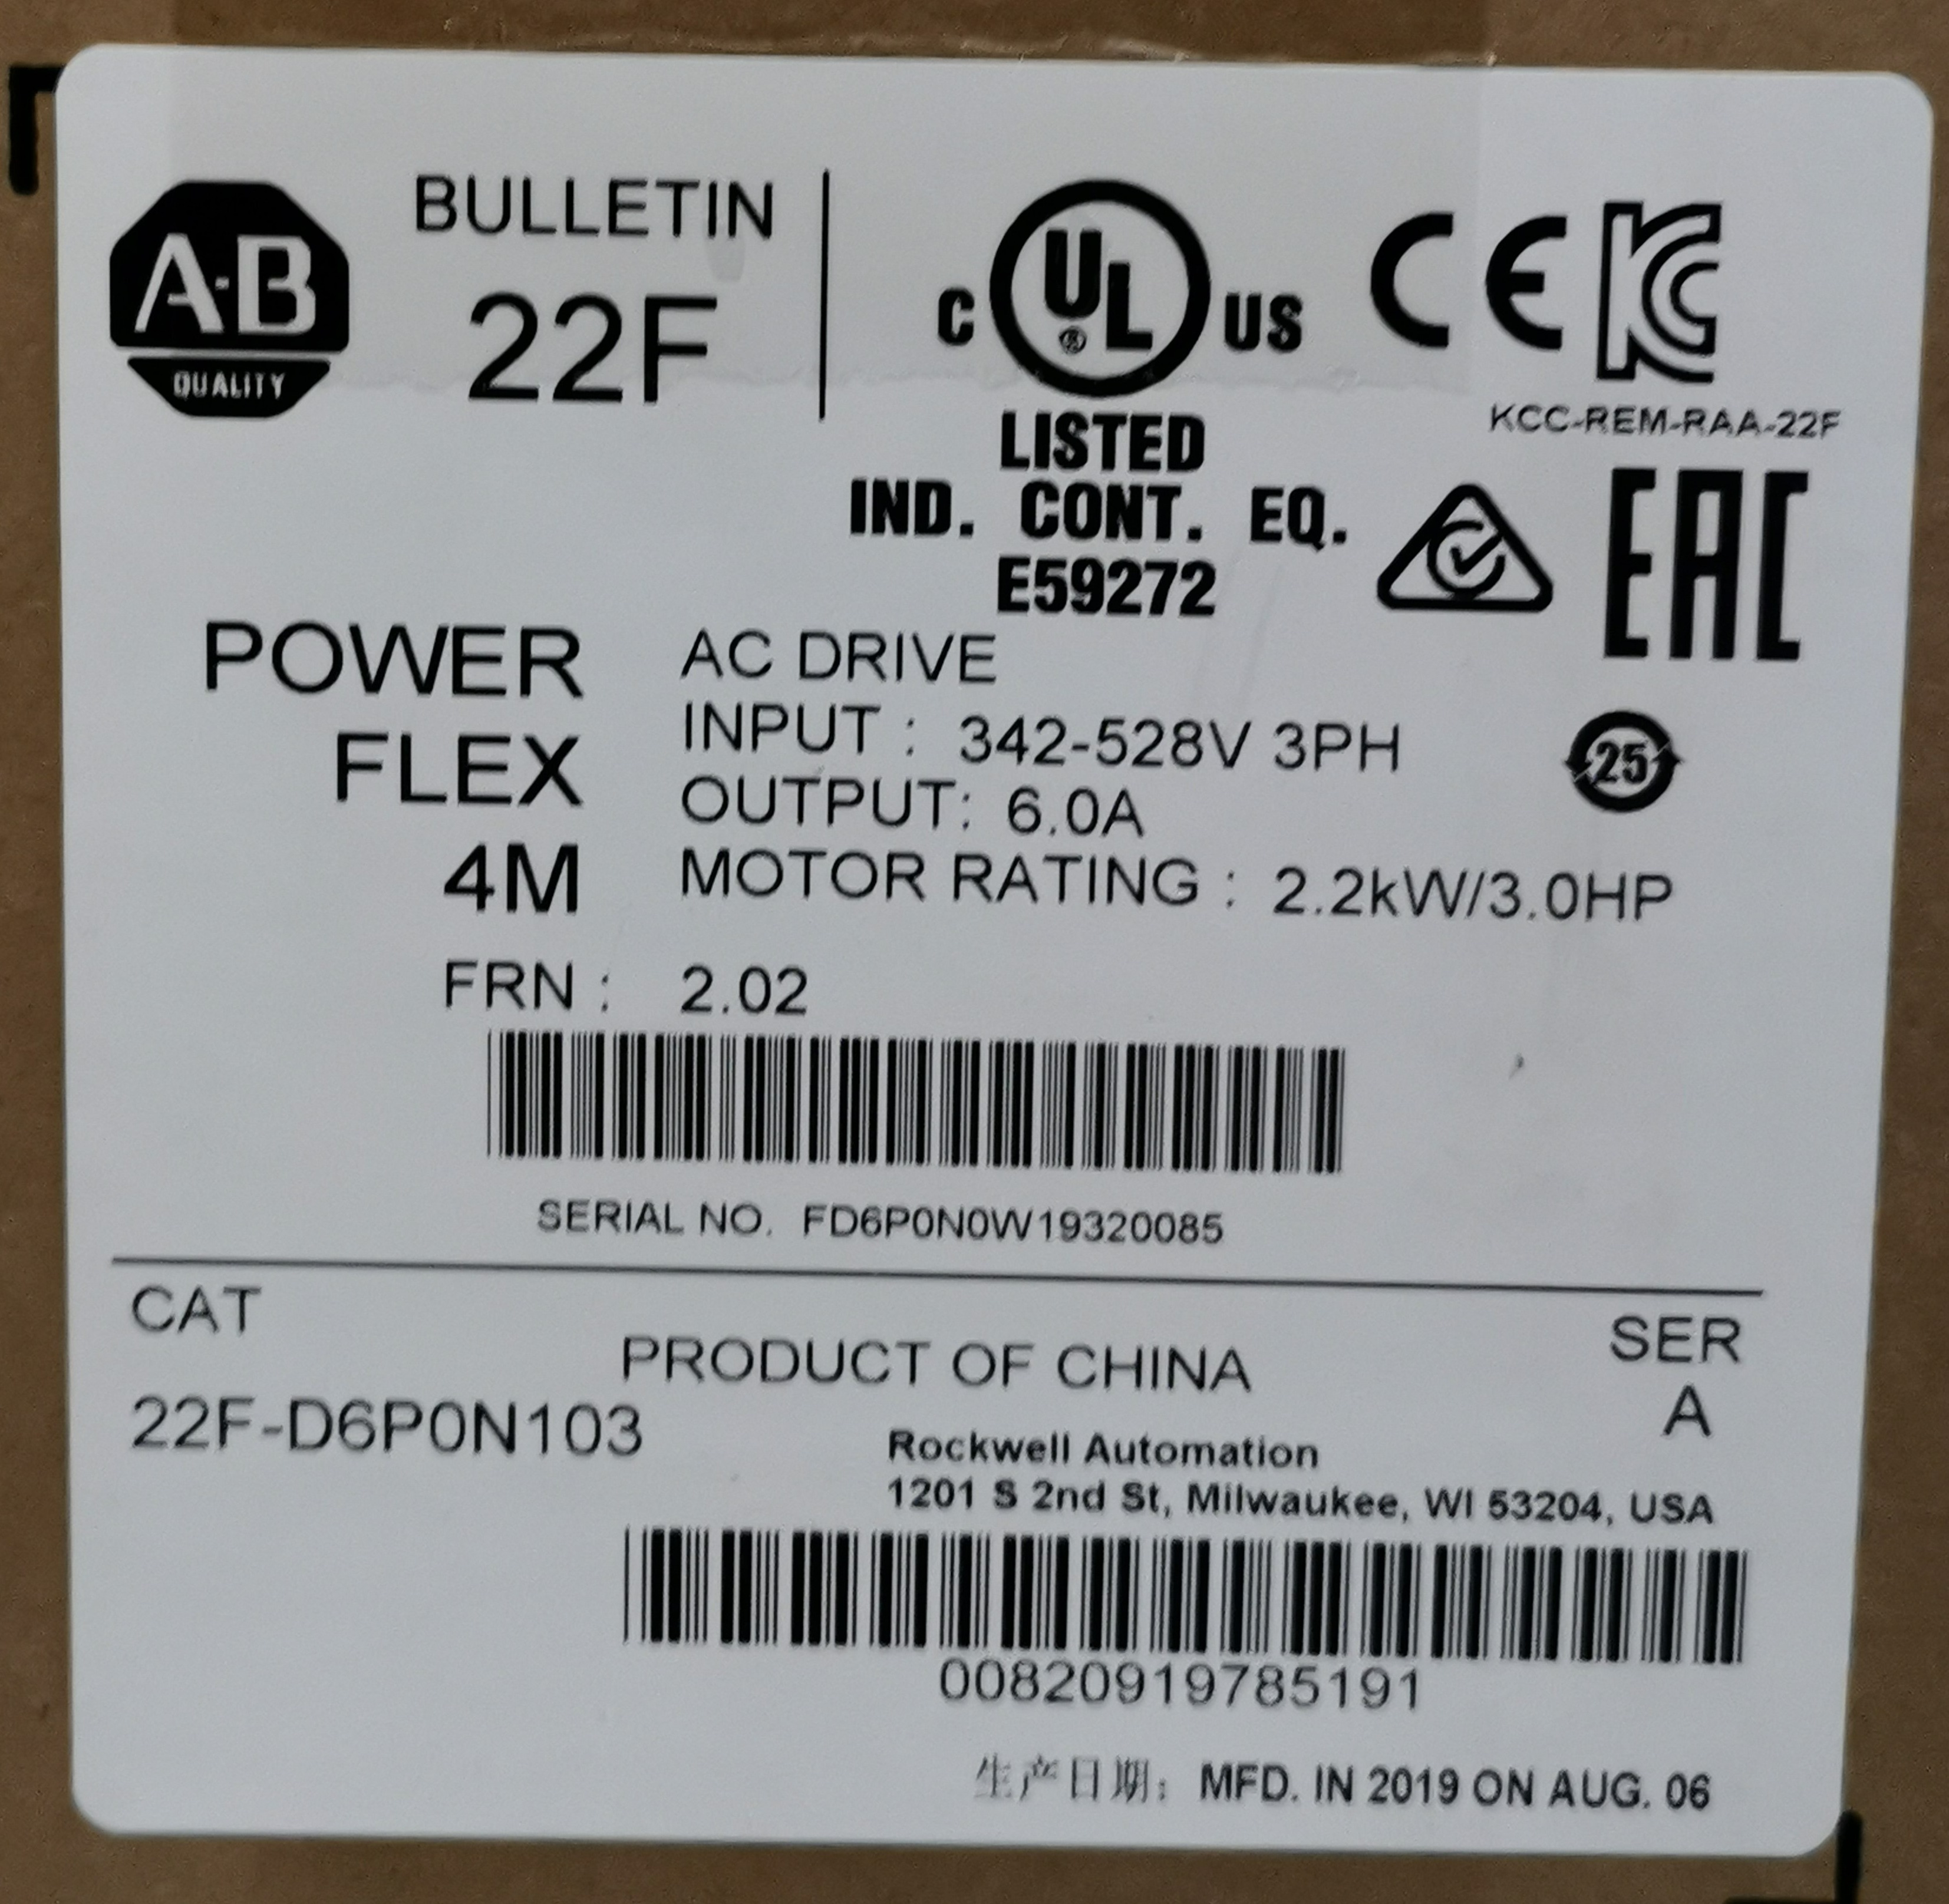 A-B
QUALITY
BULLETIN
22F
C UL® US
CE
KCC-REM-RAA-22F
LISTED
IND. CONT. EQ.
E59272
EAC
POWER
FLEX
4M
AC DRIVE
INPUT : 342-528V 3PH
OUTPUT: 6.0A
MOTOR RATING : 2.2kW/3.0HP
25
FRN : 2.02
SERIAL NO. FD6P0N0W19320085
CAT
22F-D6P0N103
PRODUCT OF CHINA
SER
A
Rockwell Automation
1201 S 2nd St, Milwaukee, WI 53204, USA
00820919785191
生产日期: MFD. IN 2019 ON AUG. 06